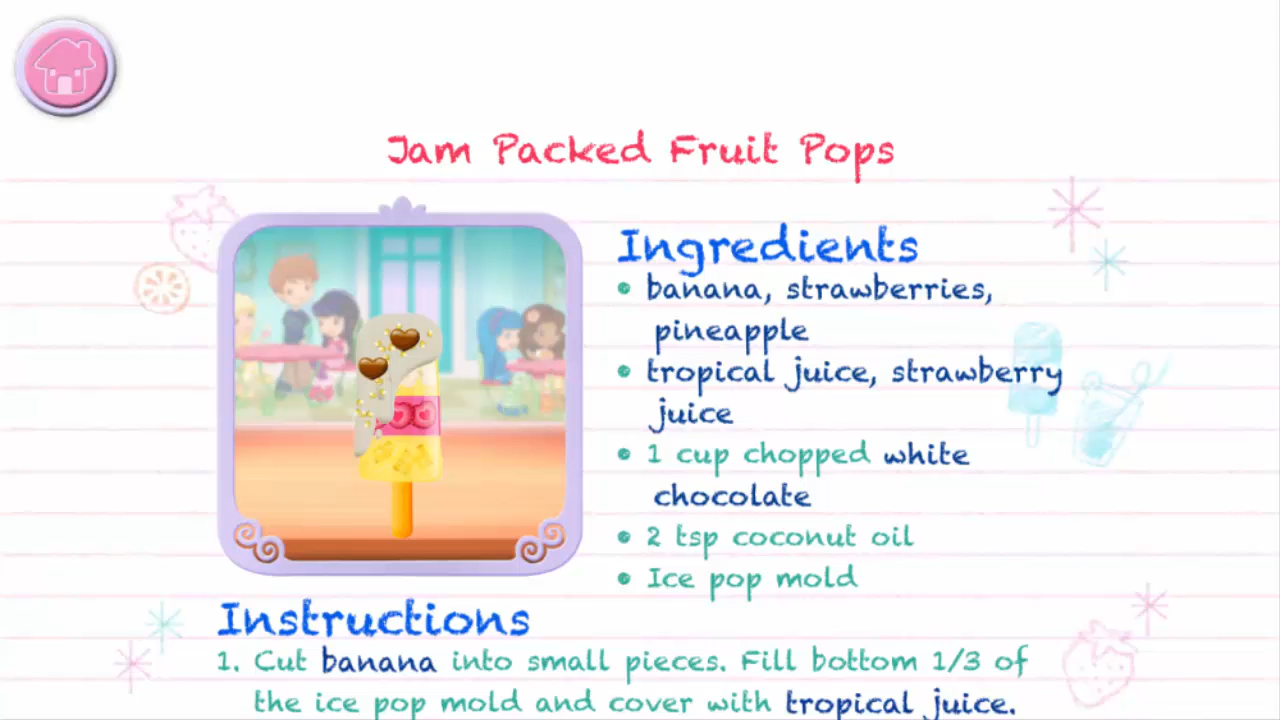 Jam Packed Fruit Pops
Ingredients
• banana, strawberries,
pineapple
• tropical juice, strawberry
juice
• 1 cup chopped white
chocolate
• 2 tsp coconut oil
• Ice pop mold
Instructions
1. Cut banana into small pieces. Fill bottom 1/3 of
the ice pop mold and cover with tropical juice.